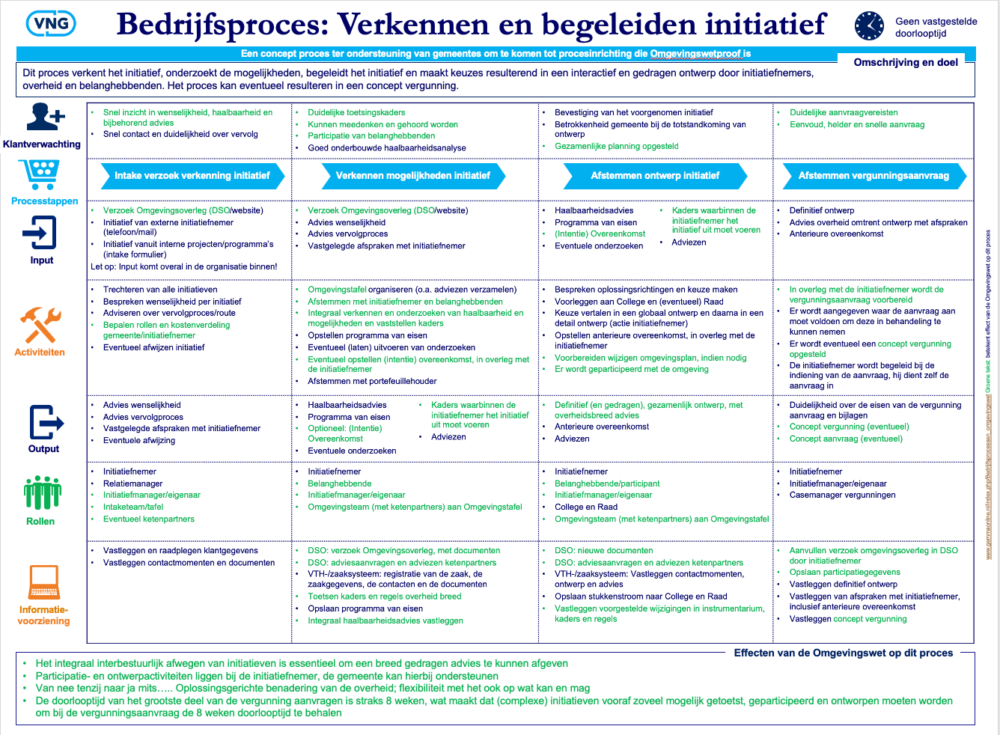 VNG
Bedrijfsproces: Verkennen en begeleiden initiatief
Geen vastgestelde
doorlooptijd
Een concept proces ter ondersteuning van gemeentes om te komen tot procesinrichting die Omgevingswetproof is
Omschrijving en doel
Dit proces verkent het initiatief, onderzoekt de mogelijkheden, begeleidt het initiatief en maakt keuzes resulterend in een interactief en gedragen ontwerp door initiatiefnemers,
overheid en belanghebbenden. Het proces kan eventueel resulteren in een concept vergunning.
Klantverwachting
• Snel inzicht in wenselijkheid, haalbaarheid en
bijbehorend advies
• Snel contact en duidelijkheid over vervolg
• Duidelijke toetsingskaders
• Kunnen meedenken en gehoord worden
• Participatie van belanghebbenden
• Goed onderbouwde haalbaarheidsanalyse
• Bevestiging van het voorgenomen initiatief
• Betrokkenheid gemeente bij de totstandkoming van
ontwerp
• Gezamenlijke planning opgesteld
• Duidelijke aanvraagvereisten
• Eenvoud, helder en snelle aanvraag
Processtappen
Intake verzoek verkenning initiatief
Verkennen mogelijkheden initiatief
Afstemmen ontwerp initiatief
Afstemmen vergunningsaanvraag
Input
• Verzoek Omgevingsoverleg (DSO/website)
• Initiatief van externe initiatiefnemer
(telefoon/mail)
• Initiatief vanuit interne projecten/programma's
(intake formulier)
Let op: Input komt overal in de organisatie binnen!
• Verzoek Omgevingsoverleg (DSO/website)
• Advies wenselijkheid
• Advies vervolgproces
• Vastgelegde afspraken met initiatiefnemer
• Haalbaarheidsadvies
• Programma van eisen
• (Intentie) Overeenkomst
• Eventuele onderzoeken
• Kaders waarbinnen de
initiatiefnemer het
initiatief uit moet voeren
• Adviezen
• Definitief ontwerp
• Advies overheid omtrent ontwerp met afspraken
• Anterieure overeenkomst
Activiteiten
• Trechteren van alle initiatieven
• Bespreken wenselijkheid per initiatief
• Adviseren over vervolgproces/route
• Bepalen rollen en kostenverdeling
gemeente/initiatiefnemer
• Eventueel afwijzen initiatief
• Omgevingstafel organiseren (o.a. adviezen verzamelen)
• Afstemmen met initiatiefnemer en belanghebbenden
• Integraal verkennen en onderzoeken van haalbaarheid en
mogelijkheden en vaststellen kaders
• Opstellen programma van eisen
• Eventueel (laten) uitvoeren van onderzoeken
• Eventueel opstellen (intentie) overeenkomst, in overleg met
de initiatiefnemer
• Afstemmen met portefeuillehouder
• Bespreken oplossingsrichtingen en keuze maken
• Voorleggen aan College en (eventueel) Raad
• Keuze vertalen in een globaal ontwerp en daarna in een
detail ontwerp (actie initiatiefnemer)
• Opstellen anterieure overeenkomst, in overleg met de
initiatiefnemer
• Voorbereiden wijzigen omgevingsplan, indien nodig
• Er wordt geparticipeerd met de omgeving
• In overleg met de initiatiefnemer wordt de
vergunningsaanvraag voorbereid
• Er wordt aangegeven waar de aanvraag aan
moet voldoen om deze in behandeling te
kunnen nemen
• Er wordt eventueel een concept vergunning
opgesteld
• De initiatiefnemer wordt begeleid bij de
indiening van de aanvraag, hij dient zelf de
aanvraag in
Output
• Advies wenselijkheid
• Advies vervolgproces
• Vastgelegde afspraken met initiatiefnemer
• Eventuele afwijzing
• Haalbaarheidsadvies
• Programma van eisen
• Optioneel: (Intentie)
Overeenkomst
• Eventuele onderzoeken
• Kaders waarbinnen de
initiatiefnemer het initiatief
uit moet voeren
• Adviezen
• Definitief (en gedragen), gezamenlijk ontwerp, met
overheidsbreed advies
• Anterieure overeenkomst
• Adviezen
• Duidelijkheid over de eisen van de vergunning
aanvraag en bijlagen
• Concept vergunning (eventueel)
• Concept aanvraag (eventueel)
Rollen
• Initiatiefnemer
• Relatiemanager
• Initiatiefmanager/eigenaar
• Intaketeam/tafel
• Eventueel ketenpartners
• Initiatiefnemer
• Belanghebbende
• Initiatiefmanager/eigenaar
• Omgevingsteam (met ketenpartners) aan Omgevingstafel
• Initiatiefnemer
• Belanghebbende/participant
• Initiatiefmanager/eigenaar
• College en Raad
• Omgevingsteam (met ketenpartners) aan Omgevingstafel
• Initiatiefnemer
• Initiatiefmanager/eigenaar
• Casemanager vergunningen
Informatie-
voorziening
• Vastleggen en raadplegen klantgegevens
• Vastleggen contactmomenten en documenten
• DSO: verzoek Omgevingsoverleg, met documenten
• DSO: adviesaanvragen en adviezen ketenpartners
• VTH-/zaaksysteem: registratie van de zaak, de
zaakgegevens, de contacten en de documenten
• Toetsen kaders en regels overheid breed
• Opslaan programma van eisen
• Integraal haalbaarheidsadvies vastleggen
• DSO: nieuwe documenten
• DSO: adviesaanvragen en adviezen ketenpartners
• VTH-/zaaksysteem: Vastleggen contactmomenten,
ontwerp en advies
• Opslaan stukkenstroom naar College en Raad
• Vastleggen voorgestelde wijzigingen in instrumentarium,
kaders en regels
• Aanvullen verzoek omgevingsoverleg in DSO
door initiatiefnemer
• Opslaan participatiegegevens
• Vastleggen definitief ontwerp
• Vastleggen van afspraken met initiatiefnemer,
inclusief anterieure overeenkomst
• Vastleggen concept vergunning
www.gemmaonline.nl/index.php/Bedrijfsprocessen_omgevingswet Groene tekst: betekent effect van de Omgevingswet op dit proces
Effecten van de Omgevingswet op dit proces
• Het integraal interbestuurlijk afwegen van initiatieven is essentieel om een breed gedragen advies te kunnen afgeven
• Participatie- en ontwerpactiviteiten liggen bij de initiatiefnemer, de gemeente kan hierbij ondersteunen
• Van nee tenzij naar ja mits….. Oplossingsgerichte benadering van de overheid; flexibiliteit met het ook op wat kan en mag
• De doorlooptijd van het grootste deel van de vergunning aanvragen is straks 8 weken, wat maakt dat (complexe) initiatieven vooraf zoveel mogelijk getoetst, geparticipeerd en ontworpen moeten worden
om bij de vergunningsaanvraag de 8 weken doorlooptijd te behalen